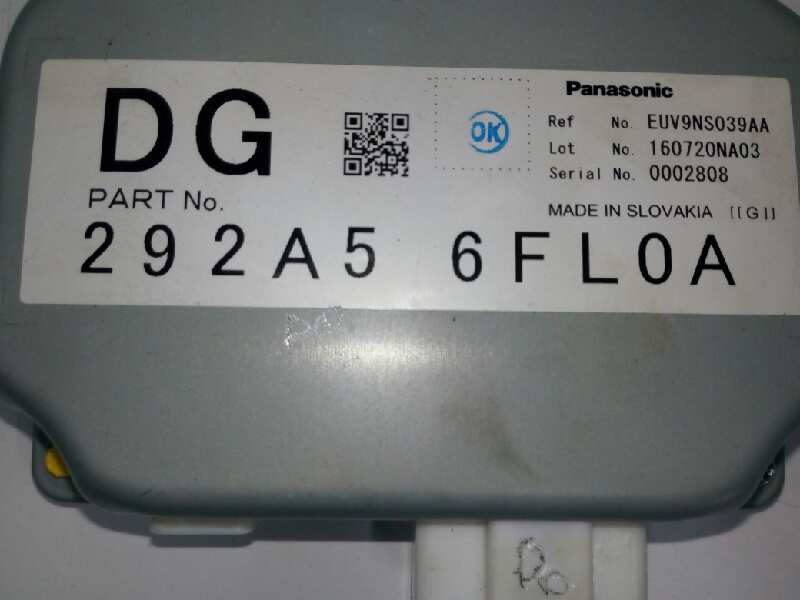 DG
OK
Panasonic
Ref No. EUV9NS039AA
Lot No. 160720NA03
Serial No. 0002808
PART No.
MADE IN SLOVAKIA [[G]]
292A5 6FL0A